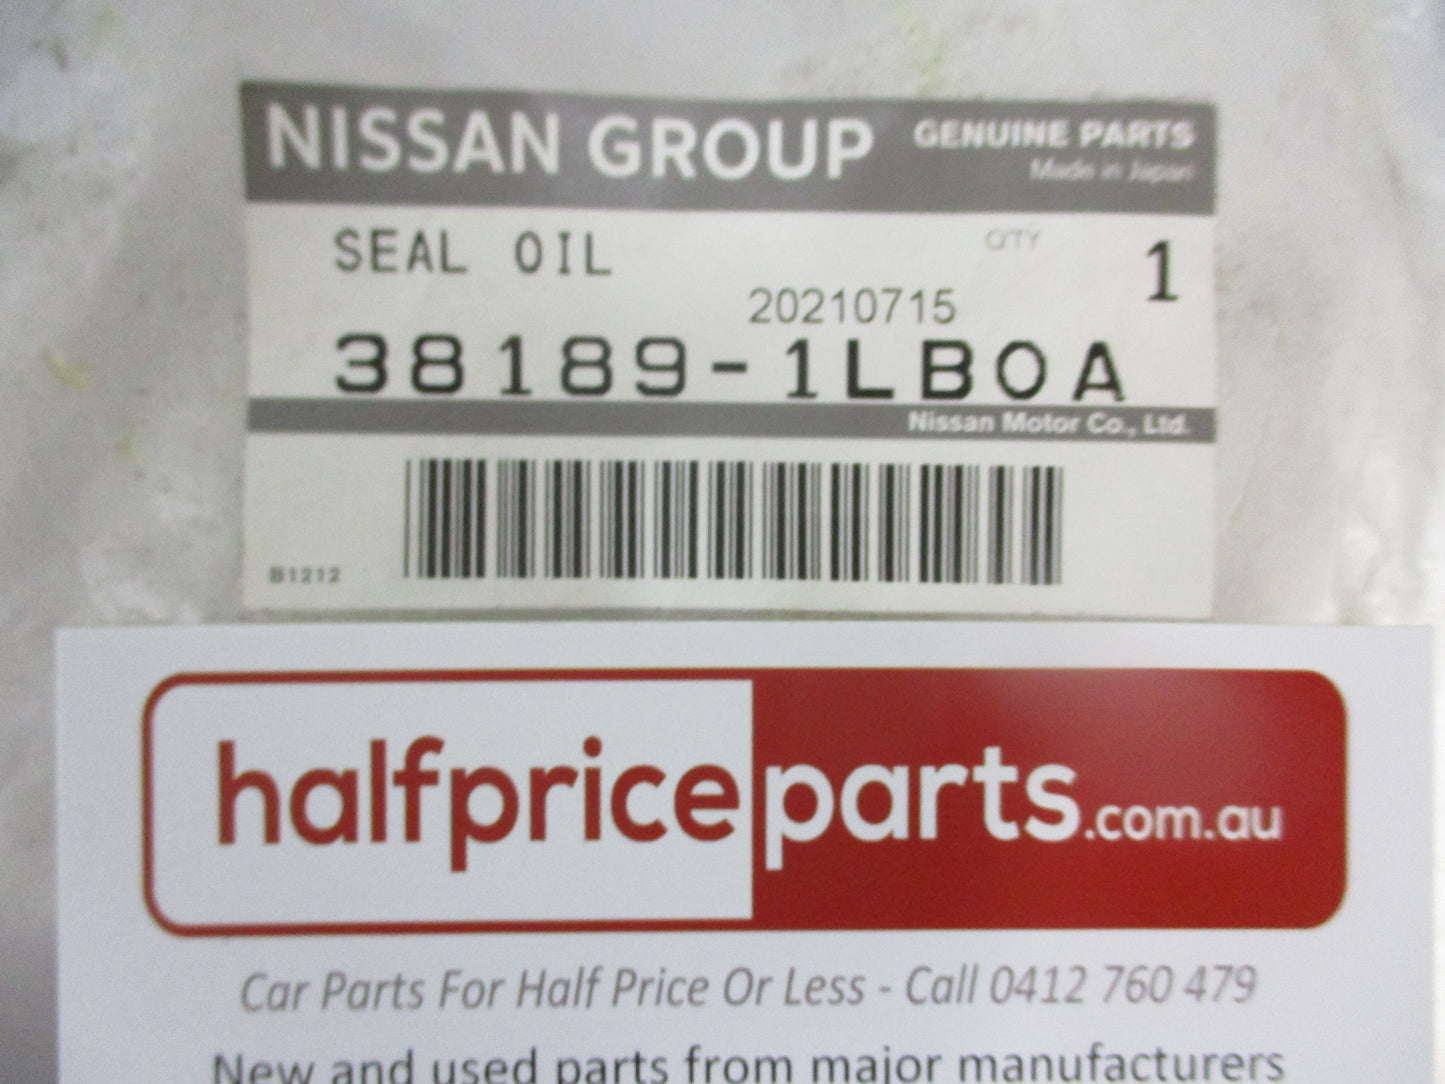 NISSAN GROUP GENUINE PARTS
Made in Japan
SEAL OIL Q'TY 1
20210715
38189-1LB0A
Nissan Motor Co., Ltd.
B1212
halfpriceparts.com.au
Car Parts For Half Price Or Less - Call 0412 760 479
New and used parts from major manufacturers